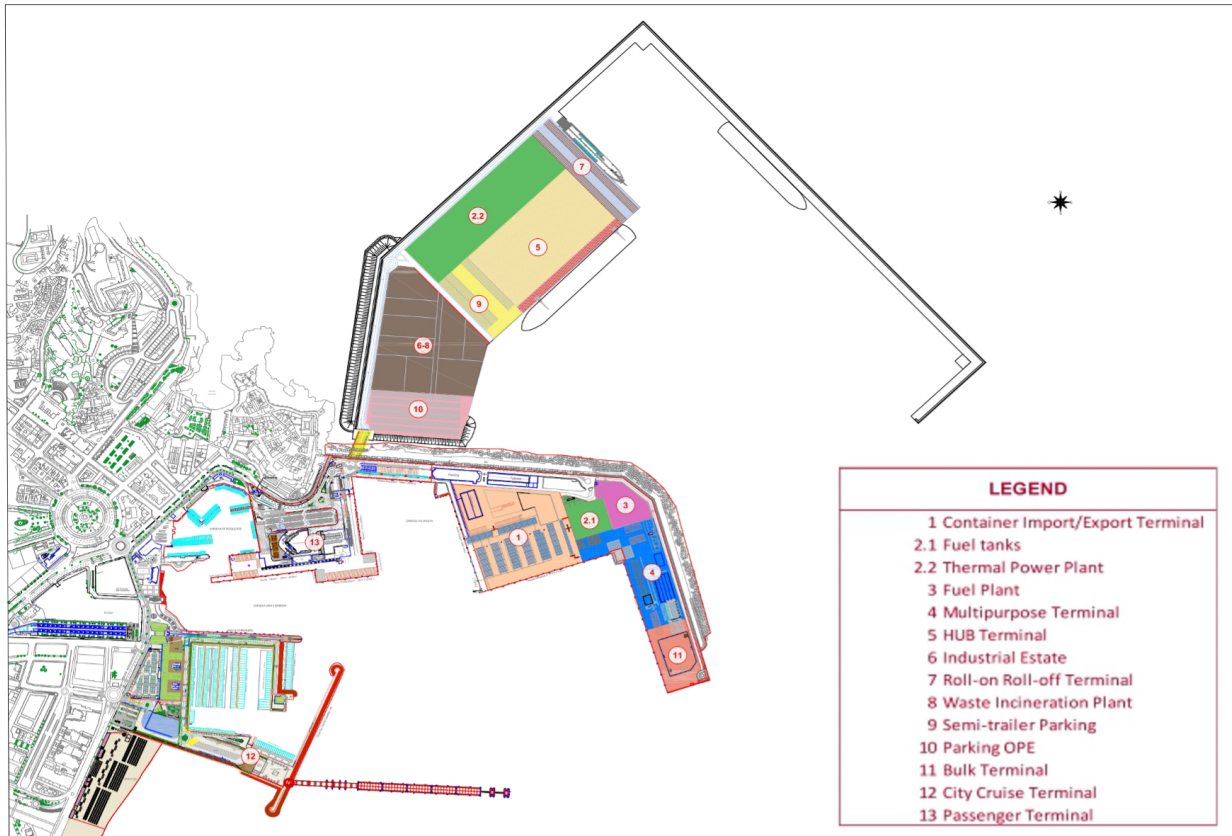 7
2.2
5
9
6-8
10
3
2.1
1
13
4
11
12
LEGEND
1 Container Import/Export Terminal
2.1 Fuel tanks
2.2 Thermal Power Plant
3 Fuel Plant
4 Multipurpose Terminal
5 HUB Terminal
6 Industrial Estate
7 Roll-on Roll-off Terminal
8 Waste Incineration Plant
9 Semi-trailer Parking
10 Parking OPE
11 Bulk Terminal
12 City Cruise Terminal
13 Passenger Terminal